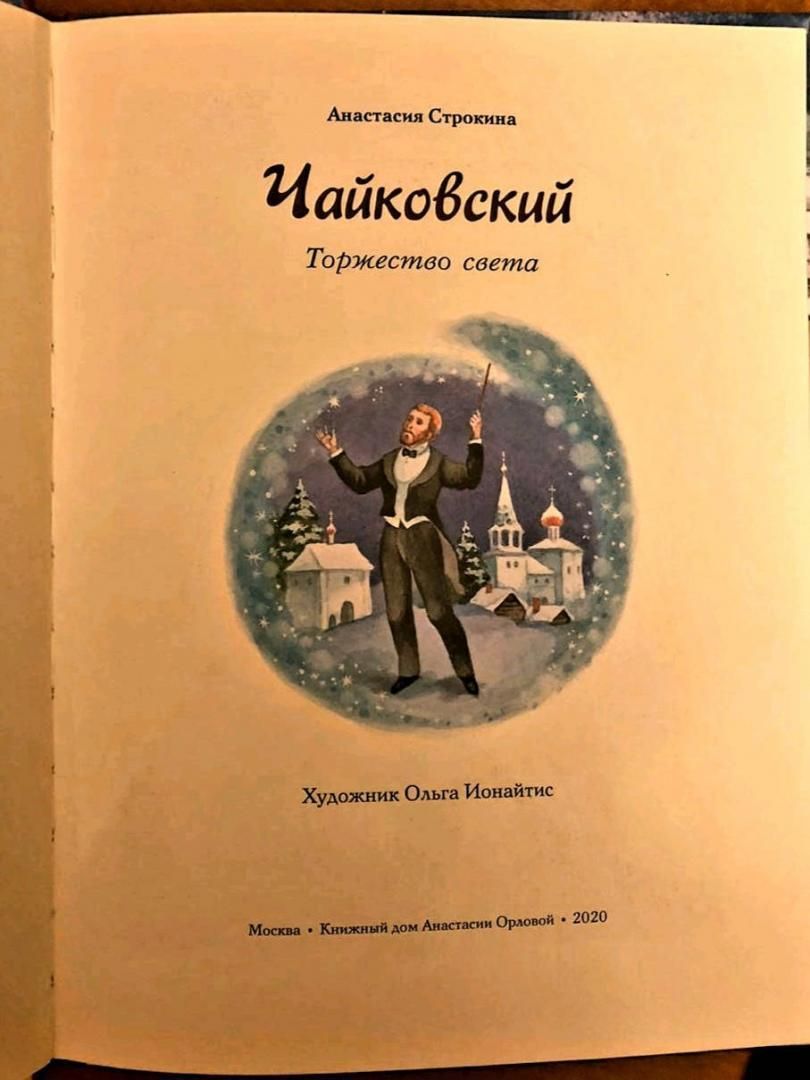 Анастасия Строкина
Чайковский
Торжество света
Художник Ольга Ионайтис
Москва • Книжный дом Анастасии Орловой • 2020